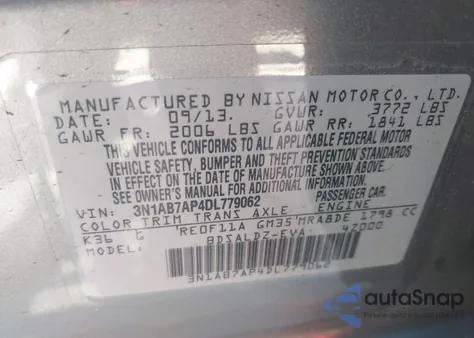 MANUFACTURED BY NISSAN MOTOR CO., LTD.
DATE: 09/13. GVWR: 3772 LBS
GAWR FR: 2006 LBS GAWR RR: 1841 LBS
THIS VEHICLE CONFORMS TO ALL APPLICABLE FEDERAL MOTOR
VEHICLE SAFETY, BUMPER AND THEFT PREVENTION STANDARDS
IN EFFECT ON THE DATE OF MANUFACTURE SHOWN ABOVE.
SEE OWNER'S MANUAL FOR ADDITIONAL INFORMATION.
VIN: 3N1AB7AP4DL779062 PASSENGER CAR
COLOR TRIM TRANS AXLE ENGINE
K36 G RE0F11A GM35 MRA8DE 1798 CC
MODEL: BDSALDZ-EVA 42000
3N1AB7AP4DL779062
autoSnap